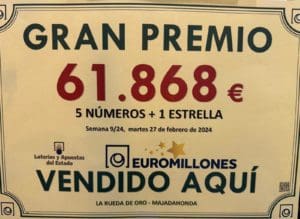 GRAN PREMIO
61.868 €
5 NÚMEROS + 1 ESTRELLA
Semana 9/24, martes 27 de febrero de 2024
Loterías y Apuestas
del Estado
EUROMILLONES
VENDIDO AQUÍ
LA RUEDA DE ORO - MAJADAHONDA